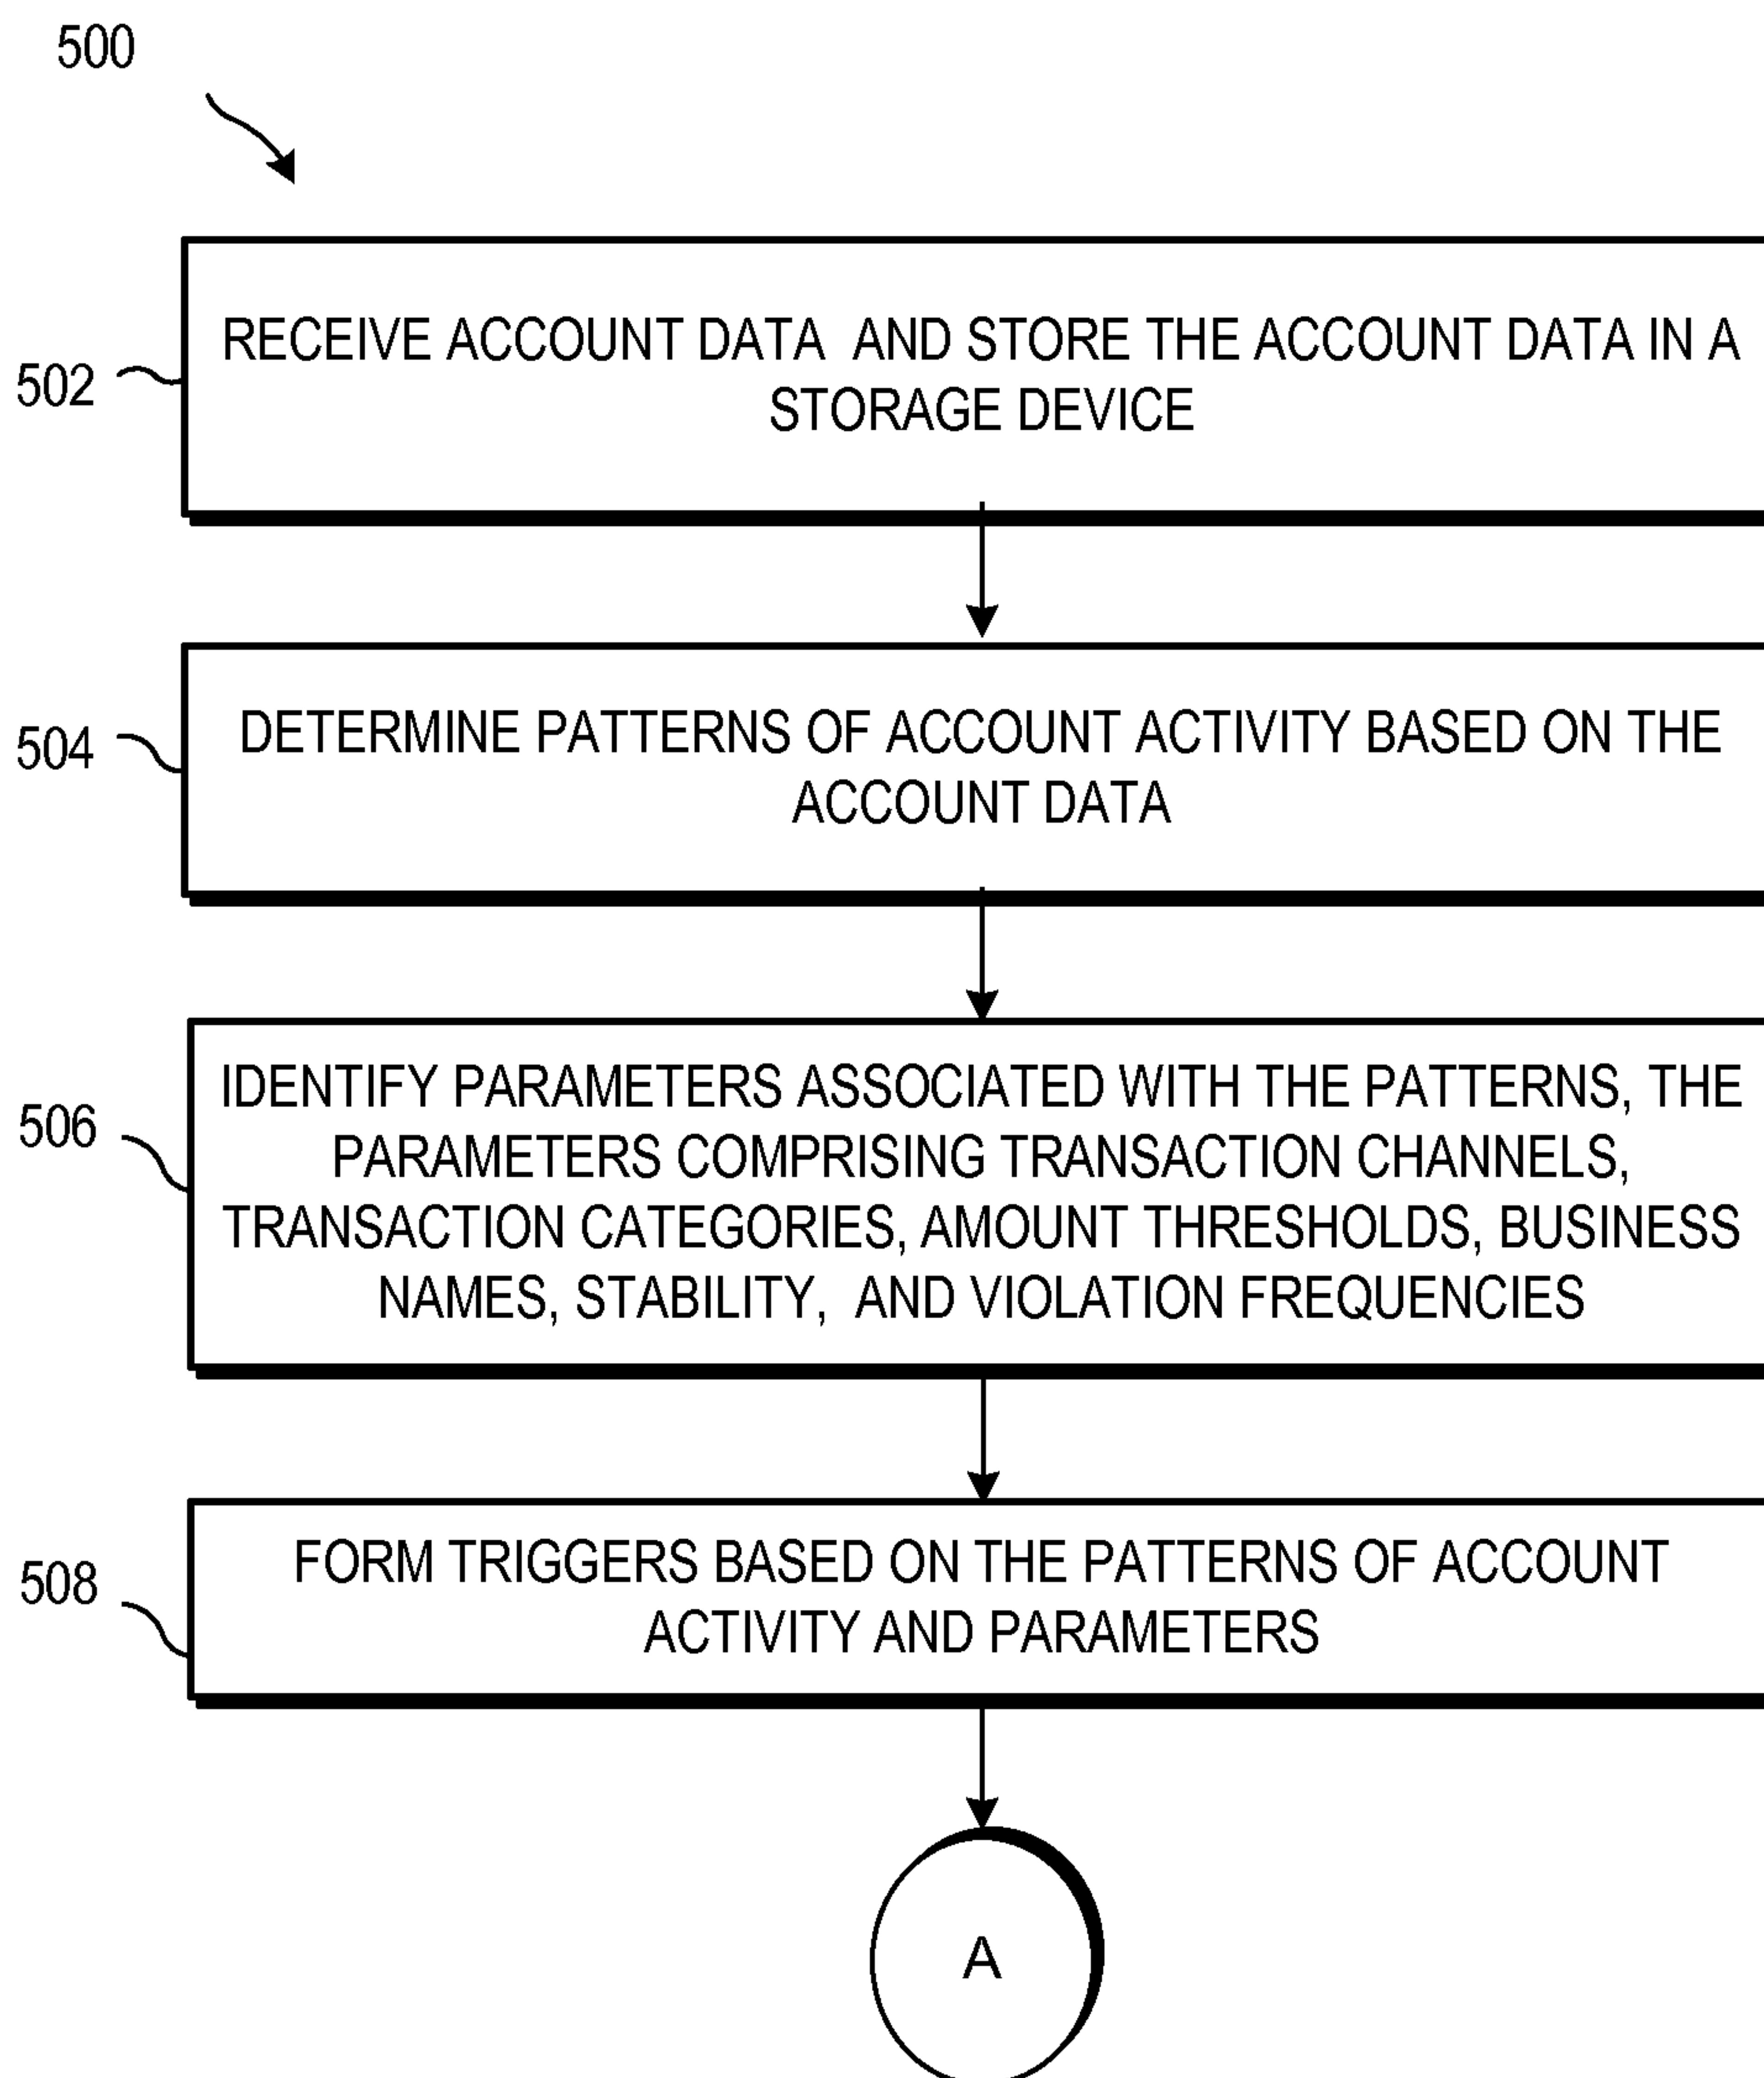 500
502
RECEIVE ACCOUNT DATA AND STORE THE ACCOUNT DATA IN A
STORAGE DEVICE
504
DETERMINE PATTERNS OF ACCOUNT ACTIVITY BASED ON THE
ACCOUNT DATA
506
IDENTIFY PARAMETERS ASSOCIATED WITH THE PATTERNS, THE
PARAMETERS COMPRISING TRANSACTION CHANNELS,
TRANSACTION CATEGORIES, AMOUNT THRESHOLDS, BUSINESS
NAMES, STABILITY, AND VIOLATION FREQUENCIES
508
FORM TRIGGERS BASED ON THE PATTERNS OF ACCOUNT
ACTIVITY AND PARAMETERS
A